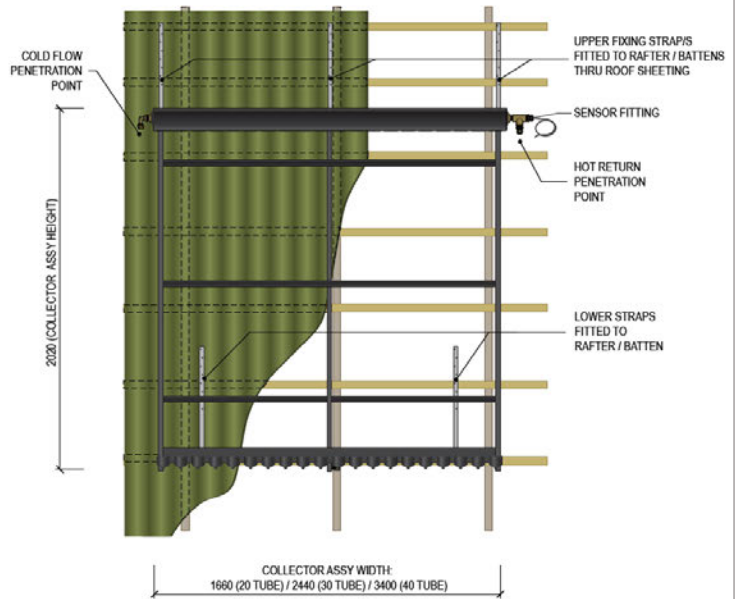 COLD FLOW
PENETRATION
POINT
UPPER FIXING STRAP/S
FITTED TO RAFTER / BATTENS
THRU ROOF SHEETING
SENSOR FITTING
HOT RETURN
PENETRATION
POINT
2020 (COLLECTOR ASSY HEIGHT)
LOWER STRAPS
FITTED TO
RAFTER / BATTEN
COLLECTOR ASSY WIDTH:
1660 (20 TUBE) / 2440 (30 TUBE) / 3400 (40 TUBE)